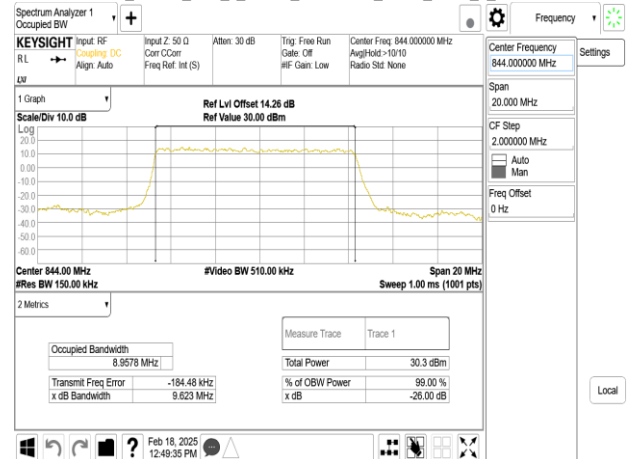 Spectrum Analyzer 1
Occupied BW
+
Frequency
KEYSIGHT
RL
LXI
Input: RF
Coupling: DC
Align: Auto
Input Z: 50 Ω
Corr CCorr
Freq Ref: Int (S)
Atten: 30 dB
Trig: Free Run
Gate: Off
#IF Gain: Low
Center Freq: 844.000000 MHz
Avg|Hold:>10/10
Radio Std: None
Center Frequency
844.000000 MHz
Settings
Span
20.000 MHz
CF Step
2.000000 MHz
Auto
Man
Freq Offset
0 Hz
1 Graph
Ref Lvl Offset 14.26 dB
Scale/Div 10.0 dB
Ref Value 30.00 dBm
Log
20.0
10.0
0.00
-10.0
-20.0
-30.0
-40.0
-50.0
-60.0
Center 844.00 MHz
#Video BW 510.00 kHz
Span 20 MHz
#Res BW 150.00 kHz
Sweep 1.00 ms (1001 pts)
2 Metrics
Measure Trace
Trace 1
Occupied Bandwidth
8.9578 MHz
Total Power
30.3 dBm
Transmit Freq Error
-184.48 kHz
% of OBW Power
99.00 %
x dB Bandwidth
9.623 MHz
x dB
-26.00 dB
Local
?
Feb 18, 2025
12:49:35 PM